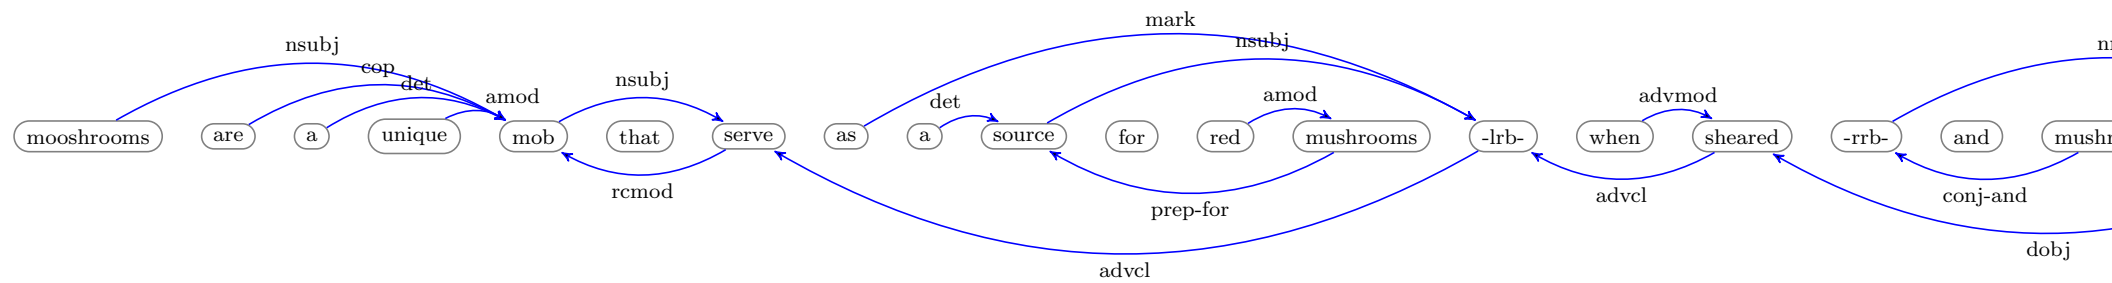 mark
nsubj
nsubj
cop
det
nsubj
amod
det
amod
advmod
mooshrooms are a unique mob that serve as a source for red mushrooms -lrb- when sheared -rrb- and
rcmod
prep-for
advcl
conj-and
advcl
dobj